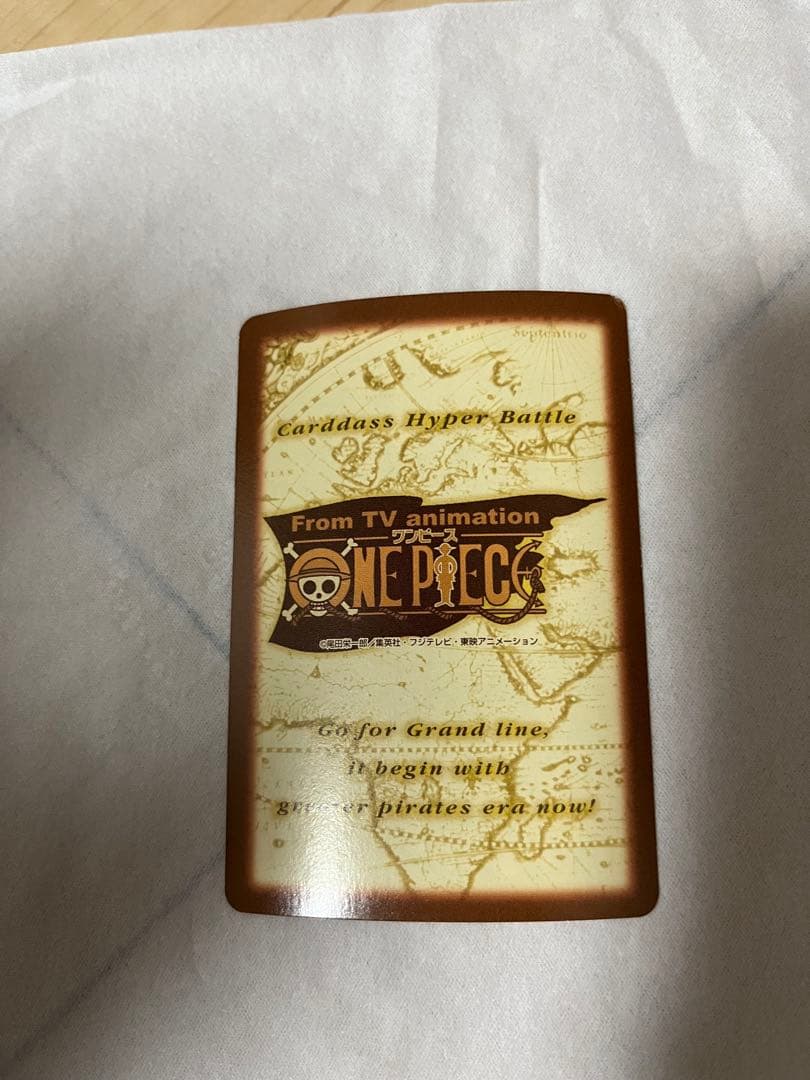 Septentrio
Carddass Hyper Battle
From TV animation
ワンピース
ONE PIECE
©尾田栄一郎／集英社・フジテレビ・東映アニメーション
Go for Grand line,
it begin with
greater pirates era now!